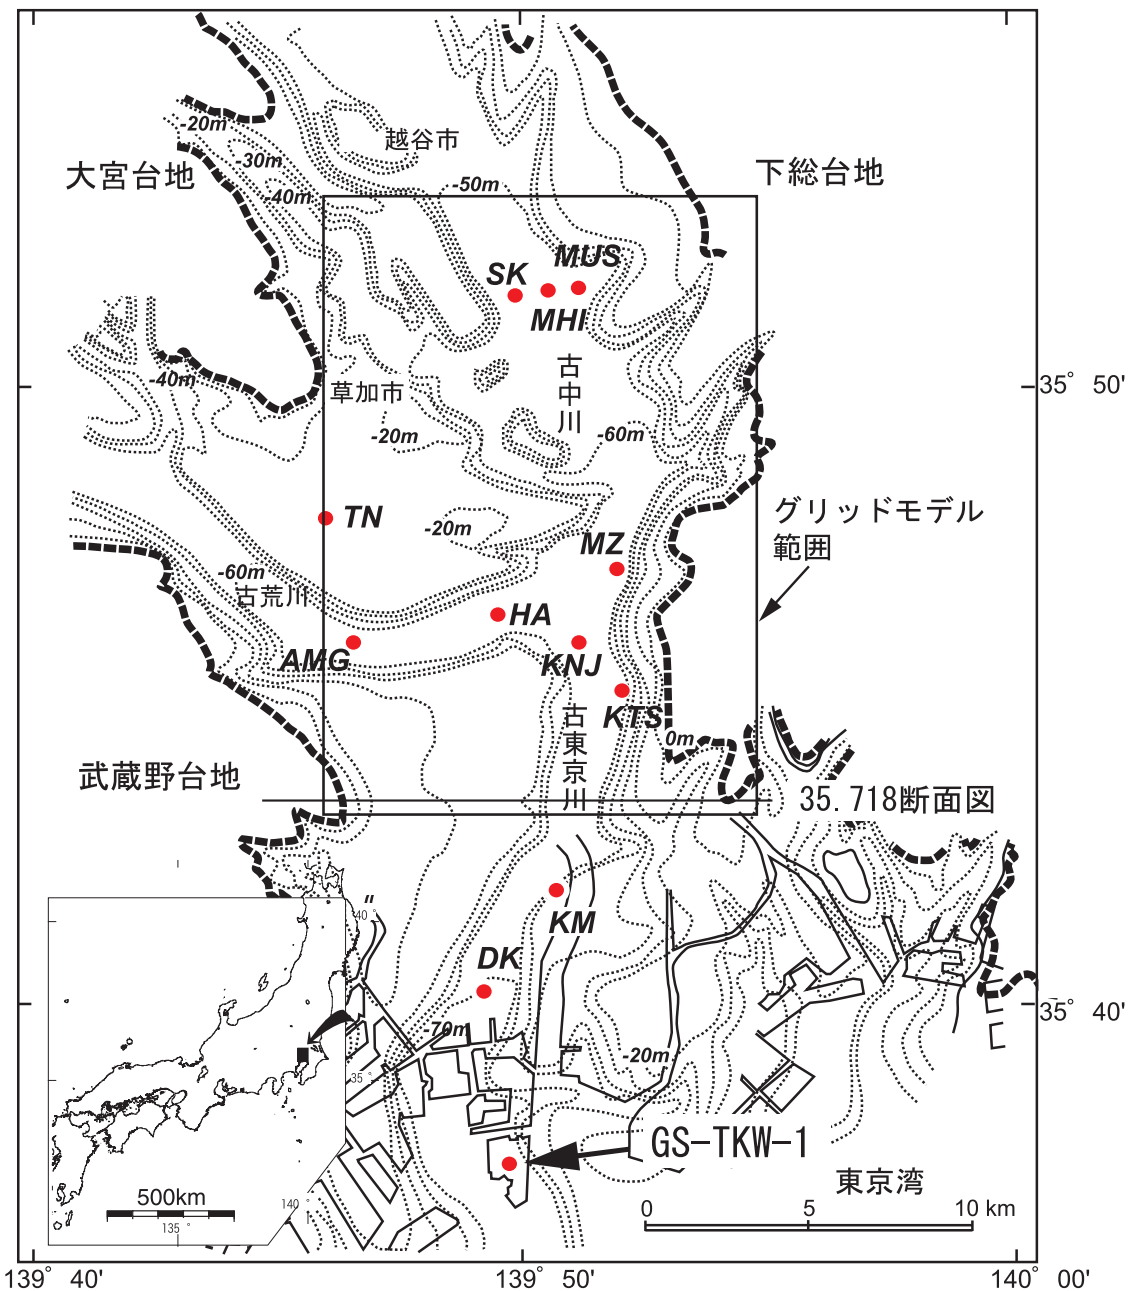 越谷市
-20m
大宮台地
-30m
下総台地
-40m
-50m
MUS
SK
MHI
古中川
-40m
草加市
35° 50'
-20m
-60m
TN
-20m
グリッドモデル
範囲
MZ
-60m
古荒川
HA
AMG
KNJ
KTS
古東京川
0m
武蔵野台地
35.718断面図
KM
40°
DK
-70m
35° 40'
-20m
35°
GS-TKW-1
東京湾
500km
140°
135°
0 5 10 km
139° 40' 139° 50' 140° 00'